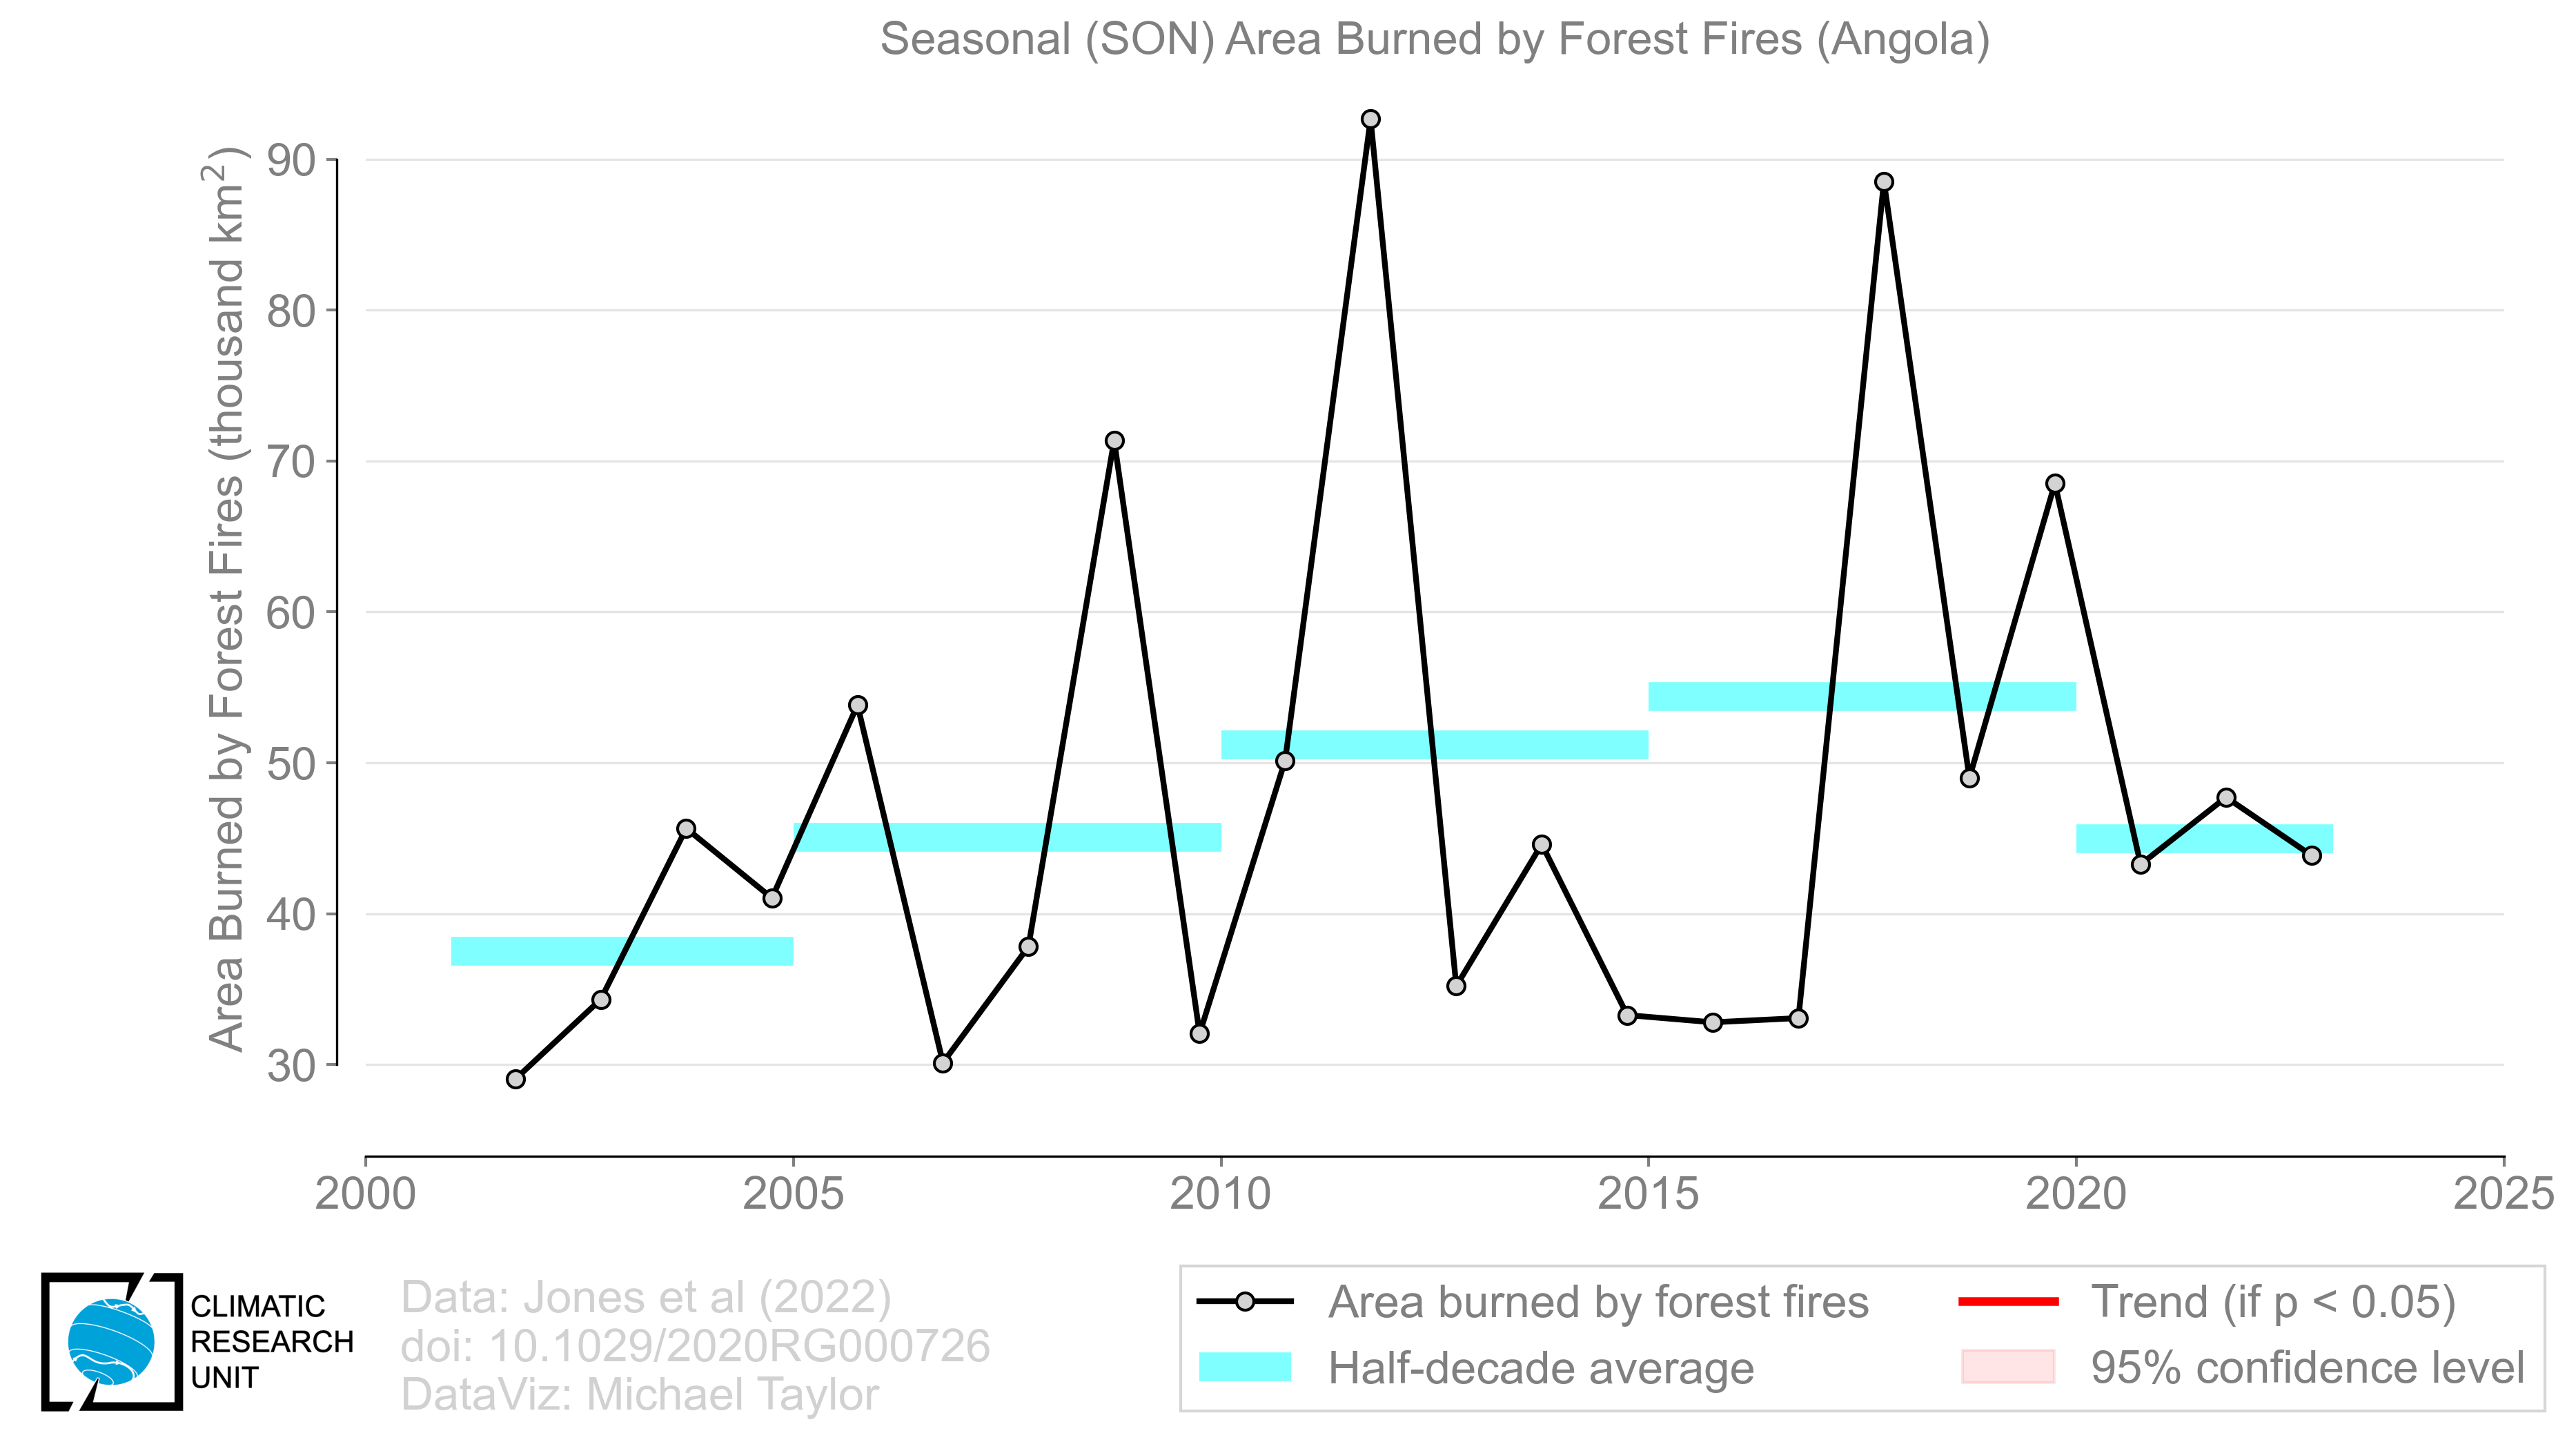 Seasonal (SON) Area Burned by Forest Fires (Angola)
Area Burned by Forest Fires (thousand km²)
90
80
70
60
50
40
30
2000 2005 2010 2015 2020 2025
CLIMATIC
RESEARCH
UNIT
Data: Jones et al (2022)
doi: 10.1029/2020RG000726
DataViz: Michael Taylor
Area burned by forest fires
Half-decade average
Trend (if p < 0.05)
95% confidence level